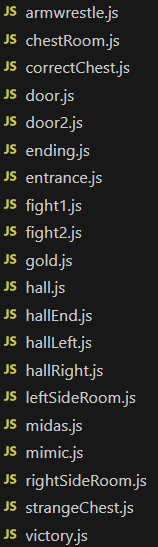 JS armwrestle.js
JS chestRoom.js
JS correctChest.js
JS door.js
JS door2.js
JS ending.js
JS entrance.js
JS fight1.js
JS fight2.js
JS gold.js
JS hall.js
JS hallEnd.js
JS hallLeft.js
JS hallRight.js
JS leftSideRoom.js
JS midas.js
JS mimic.js
JS rightSideRoom.js
JS strangeChest.js
JS victory.js